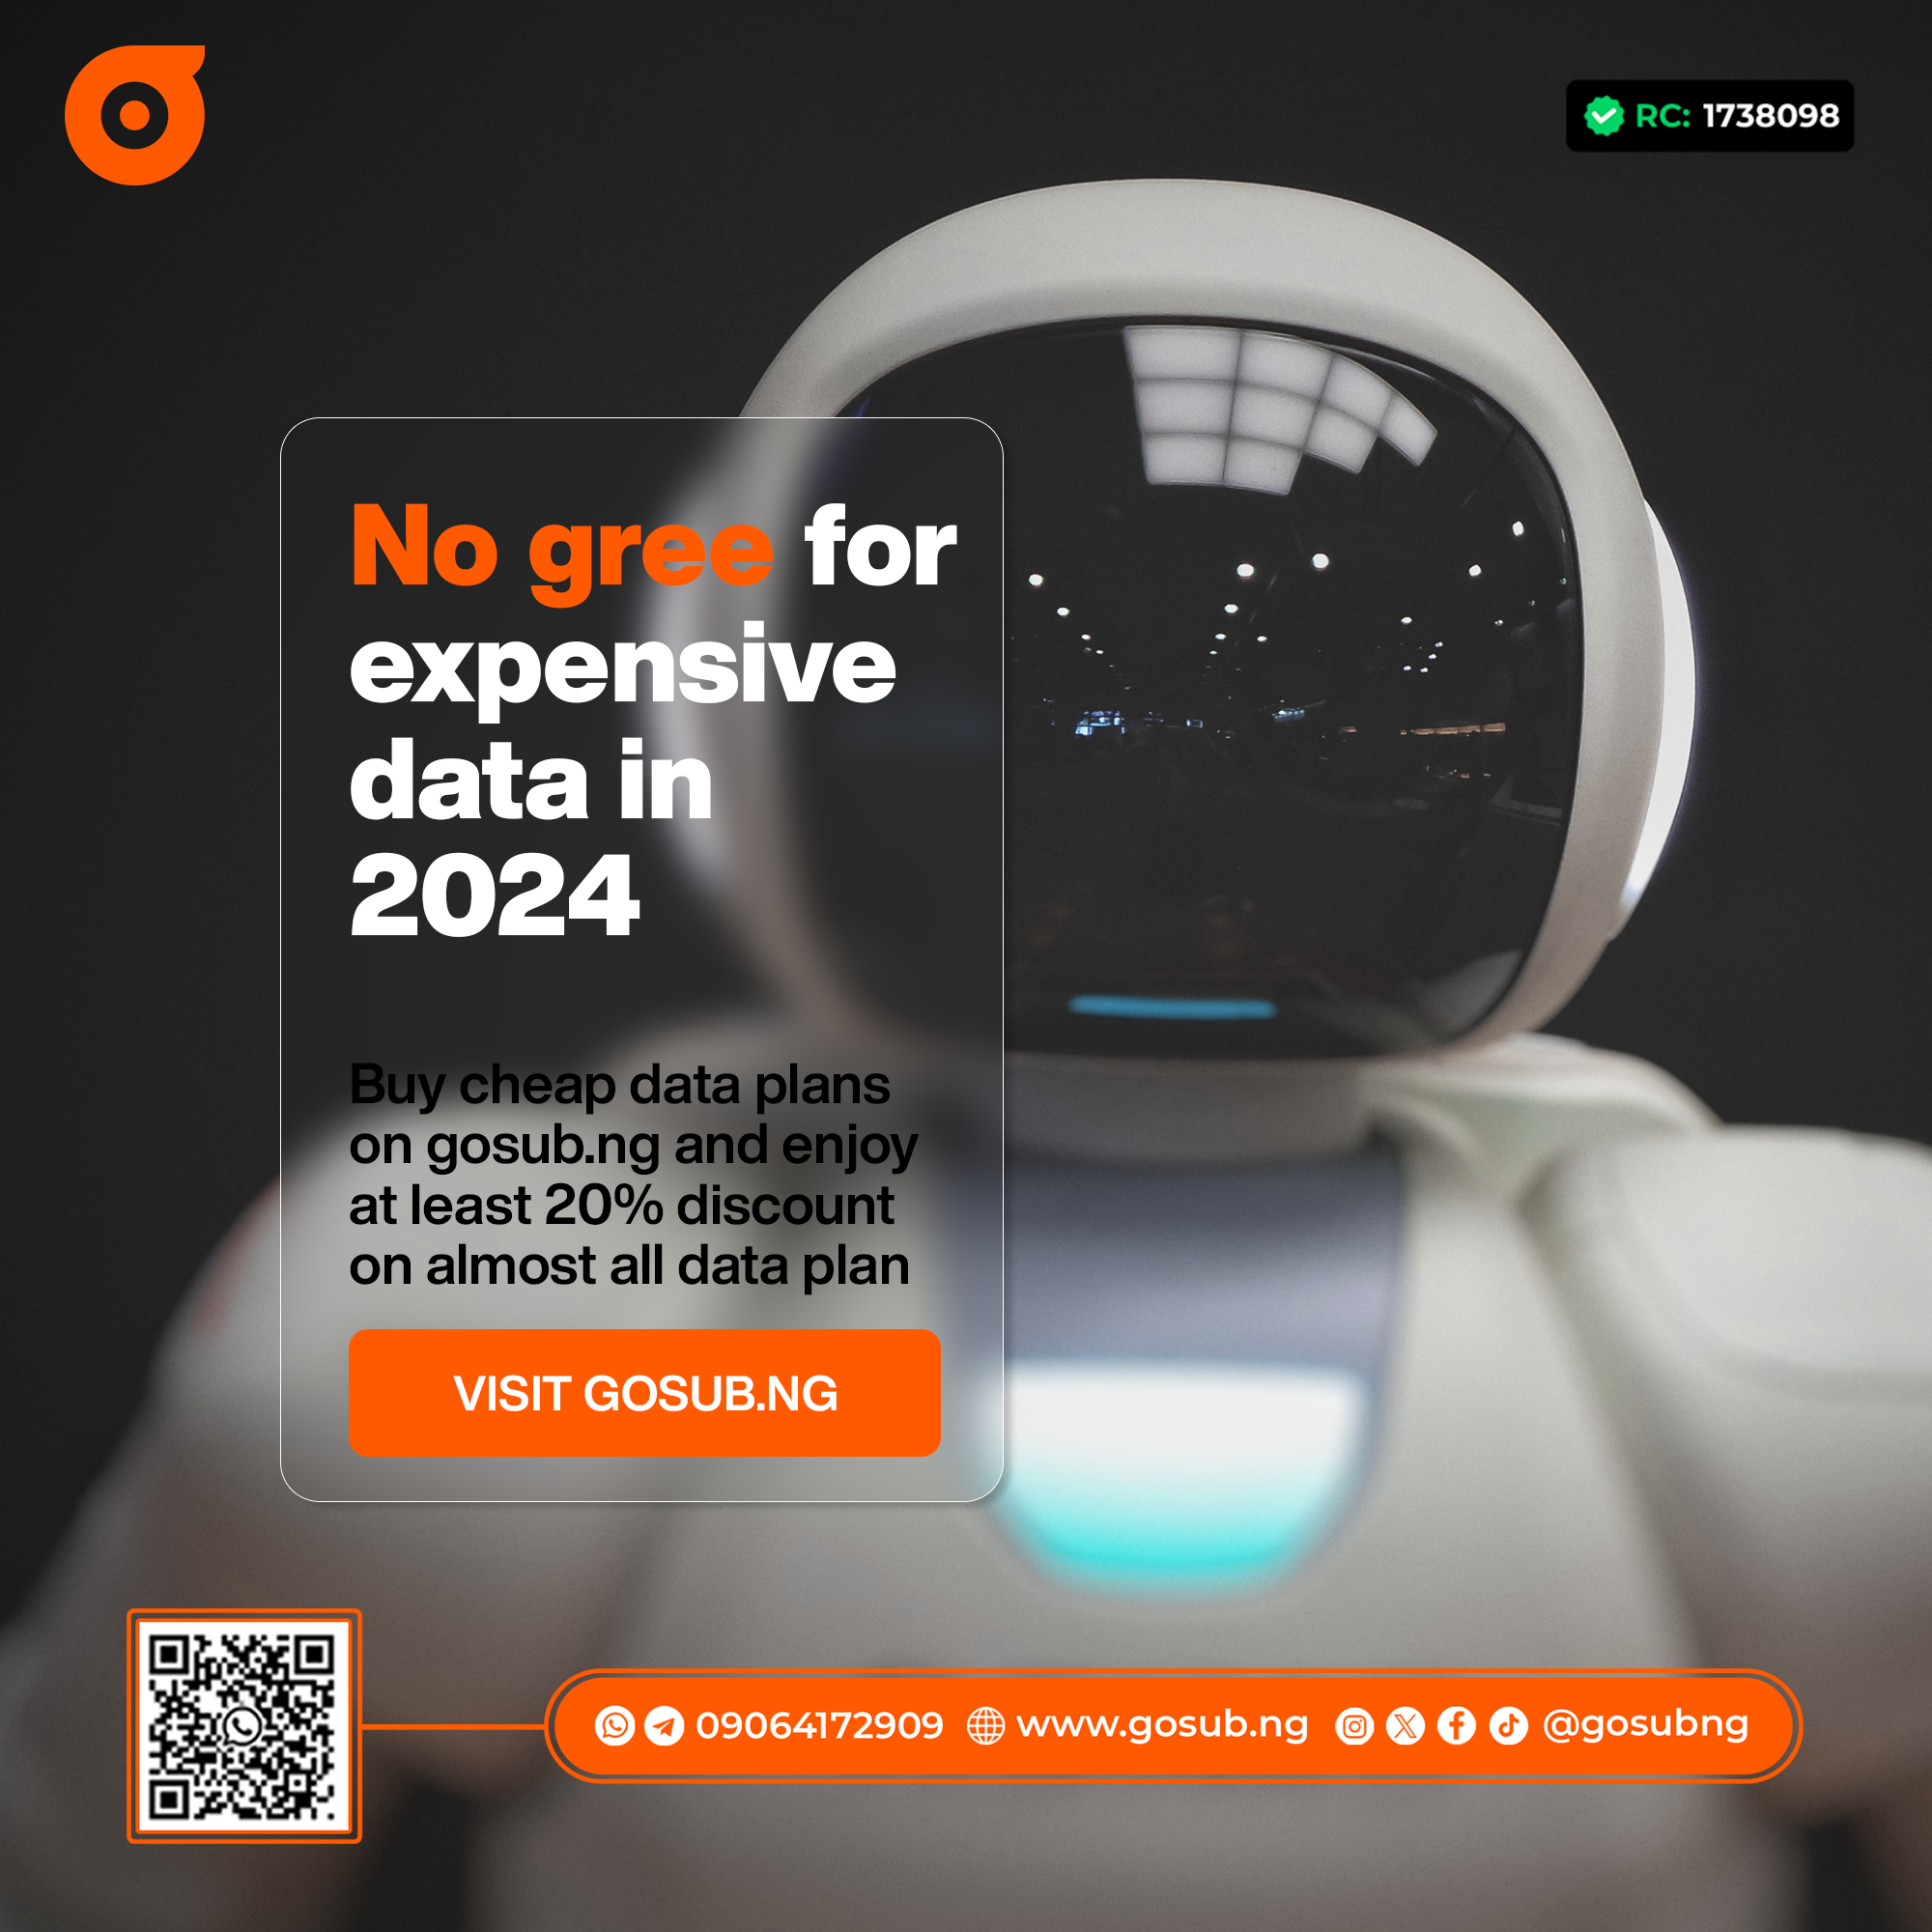 RC: 1738098
No gree for
expensive
data in
2024
Buy cheap data plans
on gosub.ng and enjoy
at least 20% discount
on almost all data plan
VISIT GOSUB.NG
09064172909 www.gosub.ng @gosubng